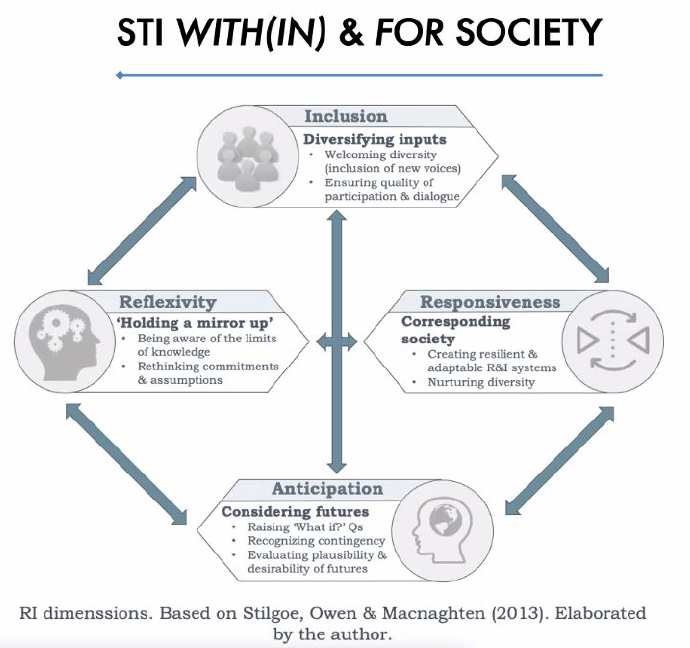 STI WITH(IN) & FOR SOCIETY
Inclusion
Diversifying inputs
• Welcoming diversity
(inclusion of new voices)
• Ensuring quality of
participation & dialogue
Reflexivity
‘Holding a mirror up’
• Being aware of the limits
of knowledge
• Rethinking commitments
& assumptions
Responsiveness
Corresponding
society
• Creating resilient &
adaptable R&I systems
• Nurturing diversity
Anticipation
Considering futures
• Raising ‘What if?’ Qs
• Recognizing contingency
• Evaluating plausibility &
desirability of futures
RI dimenssions. Based on Stilgoe, Owen & Macnaghten (2013). Elaborated
by the author.